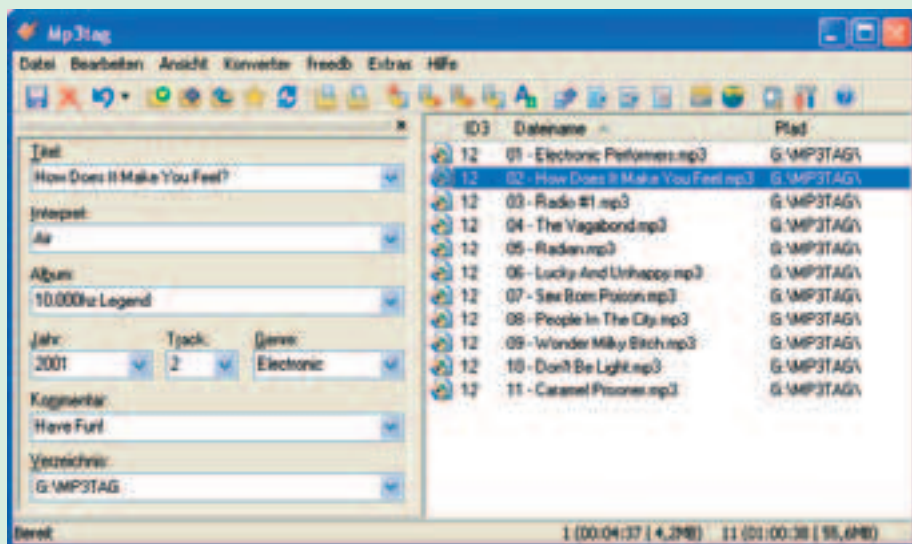 Mp3tag
Datei Bearbeiten Ansicht Konverter freedb Extras Hilfe
Titel:
How Does It Make You Feel?
Interpret:
Air
Album:
10.000hz Legend
Jahr: Track: Genre:
2001 2 Electronic
Kommentar:
Have Fun!
Verzeichnis:
G:\MP3TAG
ID3 Dateiname Pfad
12 01 - Electronic Performers.mp3 G:\MP3TAG\
12 02 - How Does It Make You Feel.mp3 G:\MP3TAG\
12 03 - Radio #1.mp3 G:\MP3TAG\
12 04 - The Vagabond.mp3 G:\MP3TAG\
12 05 - Radian.mp3 G:\MP3TAG\
12 06 - Lucky And Unhappy.mp3 G:\MP3TAG\
12 07 - Sex Born Poison.mp3 G:\MP3TAG\
12 08 - People In The City.mp3 G:\MP3TAG\
12 09 - Wonder Milky Bitch.mp3 G:\MP3TAG\
12 10 - Don't Be Light.mp3 G:\MP3TAG\
12 11 - Caramel Prisoner.mp3 G:\MP3TAG\
Bereit 1 (00:04:37 | 4,2MB) 11 (01:00:38 | 55,6MB)